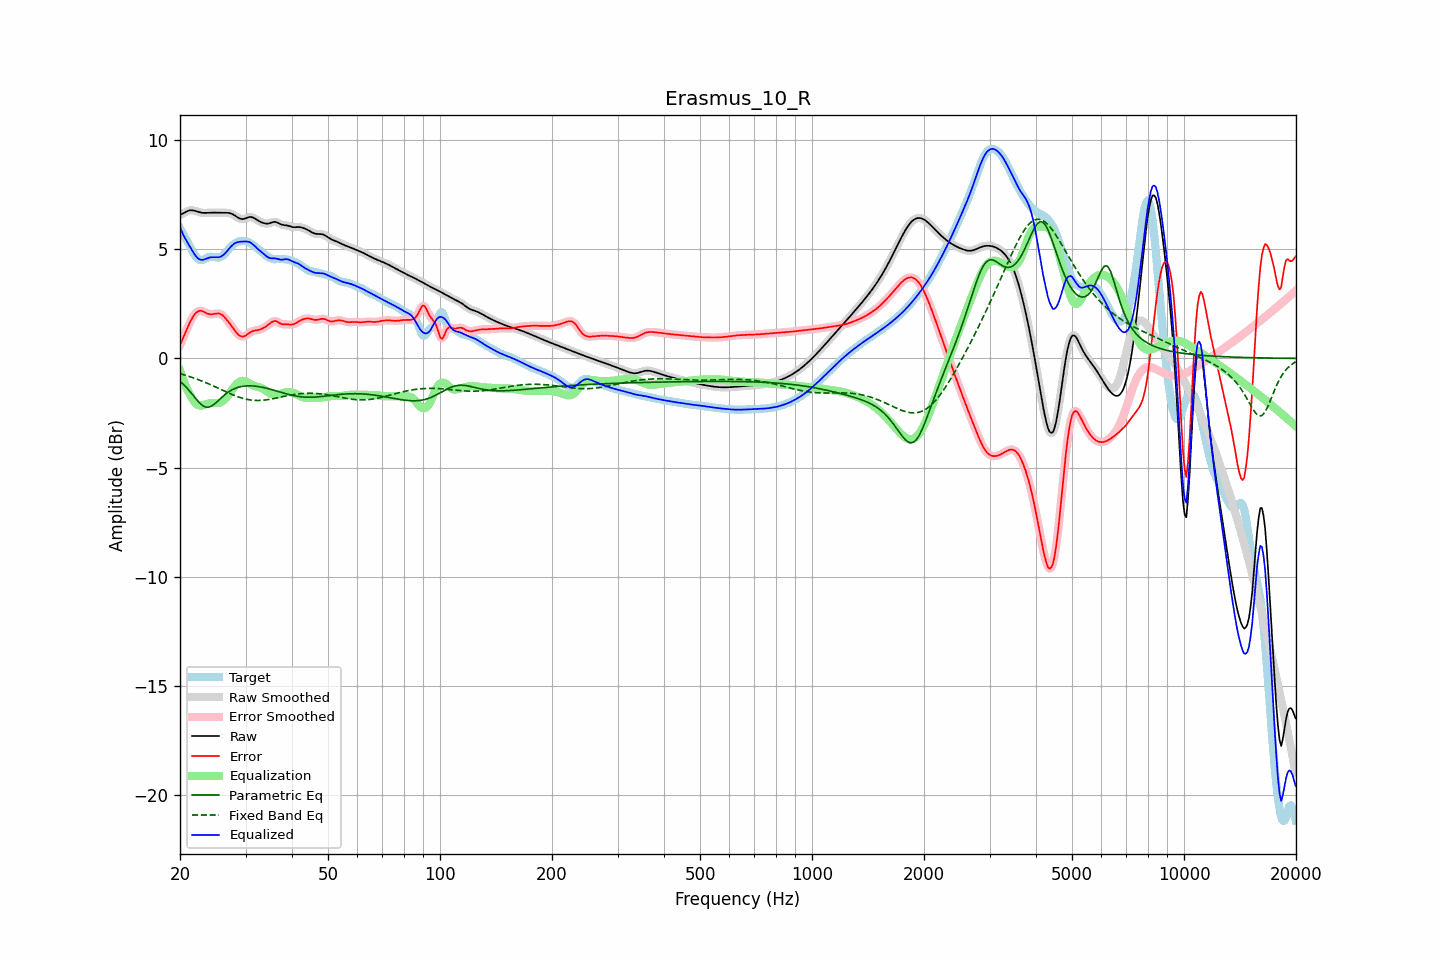 Erasmus_10_R
10
5
0
−5
−10
−15
−20
Amplitude (dBr)
Target
Raw Smoothed
Error Smoothed
Raw
Error
Equalization
Parametric Eq
Fixed Band Eq
Equalized
20 50 100 200 500 1000 2000 5000 10000 20000
Frequency (Hz)